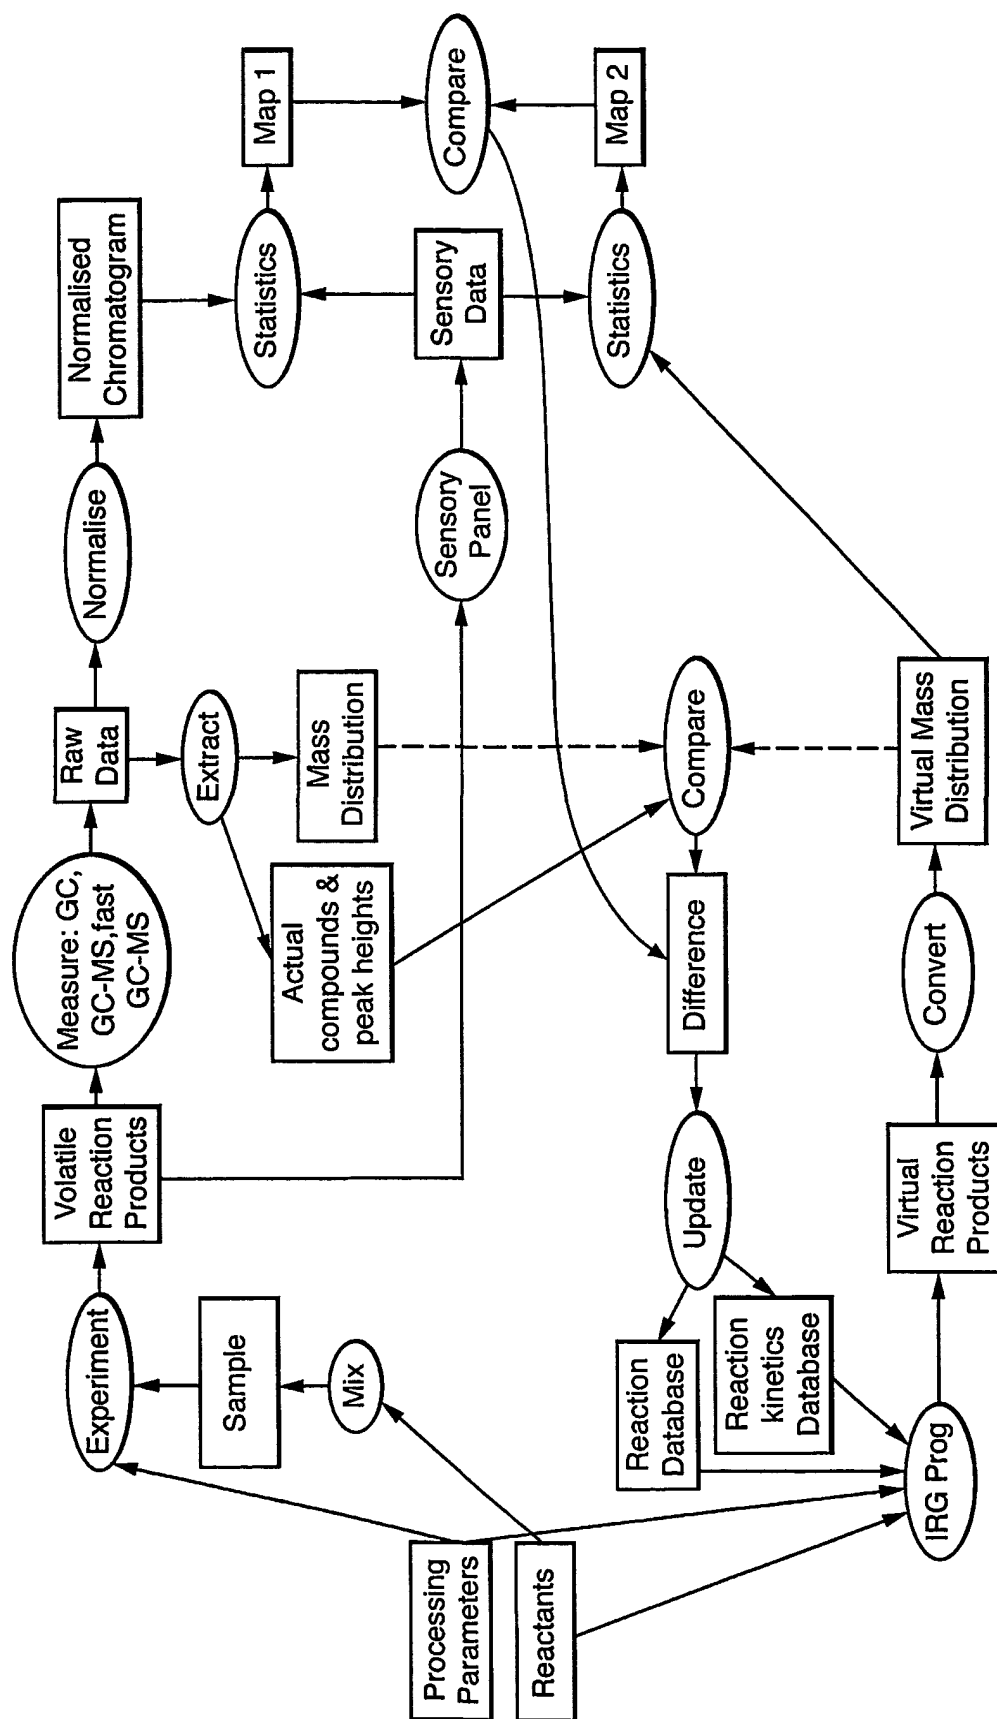 Processing
Parameters
Reactants
Experiment
Sample
Mix
Volatile
Reaction
Products
Measure: GC,
GC-MS,fast
GC-MS
Raw
Data
Normalise
Normalised
Chromatogram
Extract
Mass
Distribution
Actual
compounds &
peak heights
Statistics
Map 1
Sensory
Panel
Sensory
Data
Compare
Statistics
Map 2
Compare
Difference
Update
Reaction
Database
Reaction
kinetics
Database
IRG Prog
Virtual
Reaction
Products
Convert
Virtual Mass
Distribution